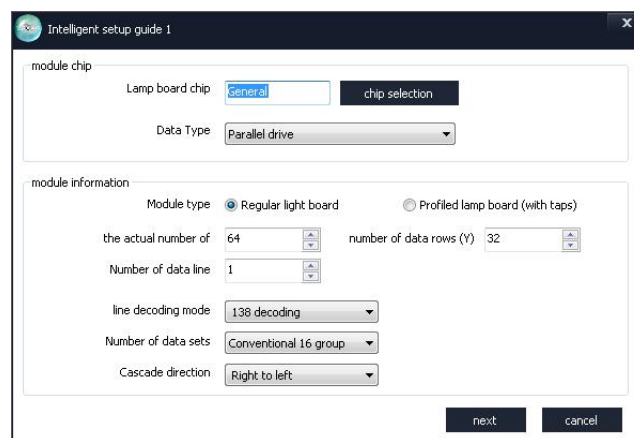 Intelligent setup guide 1
x
module chip
Lamp board chip General chip selection
Data Type Parallel drive
module information
Module type Regular light board Profiled lamp board (with taps)
the actual number of 64 number of data rows (Y) 32
Number of data line 1
line decoding mode 138 decoding
Number of data sets Conventional 16 group
Cascade direction Right to left
next cancel